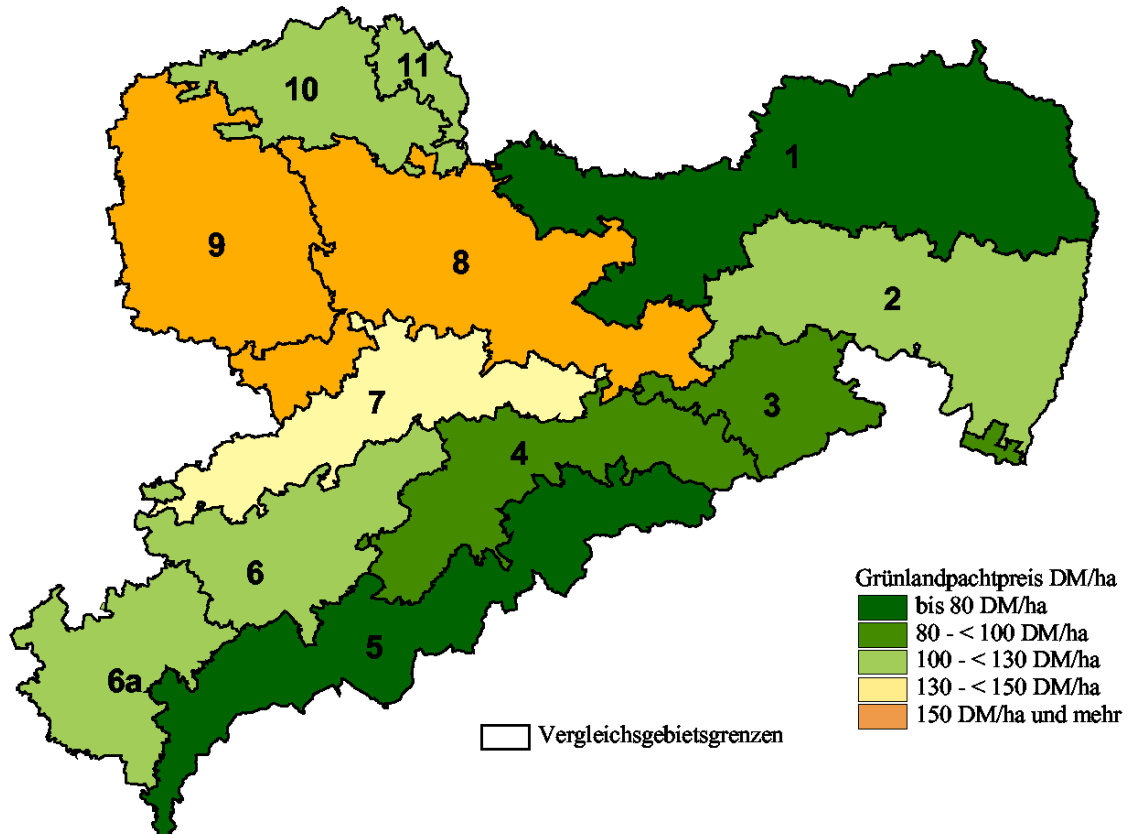 11
10
1
9
8
2
7
3
4
6
5
6a
Grünlandpachtpreis DM/ha
bis 80 DM/ha
80 - < 100 DM/ha
100 - < 130 DM/ha
130 - < 150 DM/ha
150 DM/ha und mehr
Vergleichsgebietsgrenzen